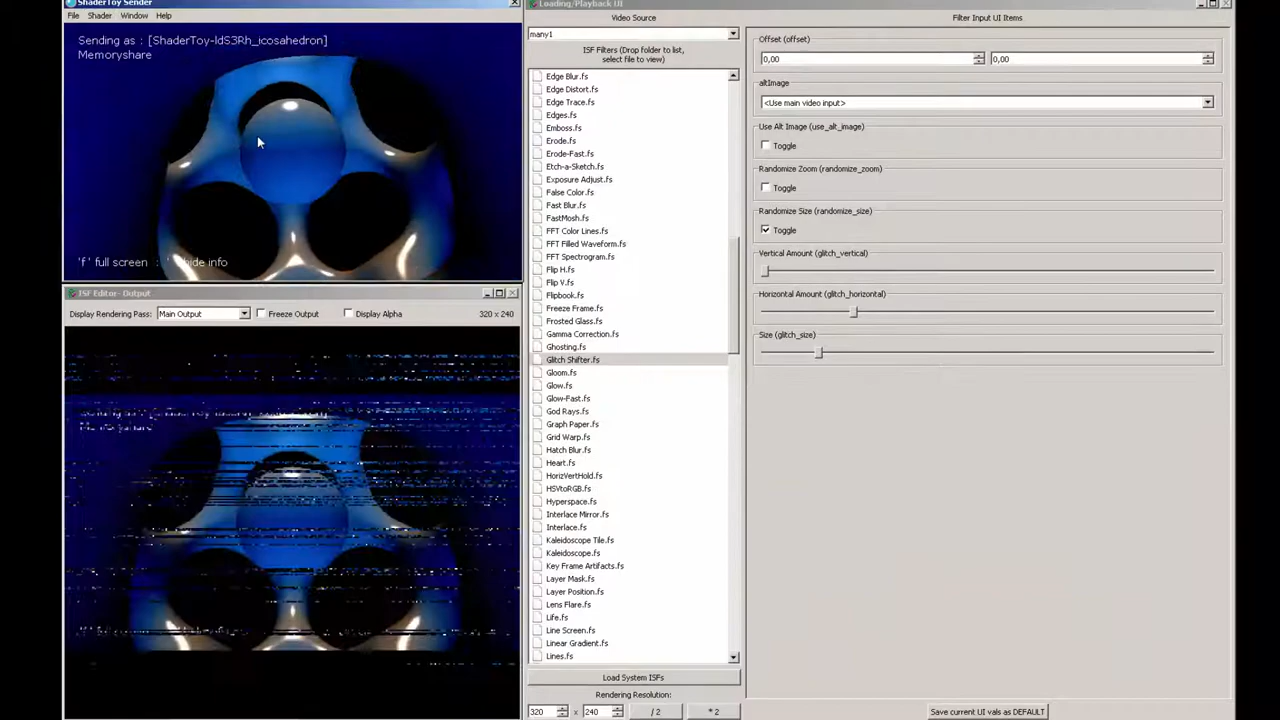 ShaderToy Sender
File Shader Window Help
Sending as : [ShaderToy-ldS3Rh_icosahedron]
Memoryshare
'f' full screen : ' ' hide info
ISF Editor- Output
Display Rendering Pass: Main Output Freeze Output Display Alpha 320 x 240
Memoryshare
Loading/Playback UI
Video Source
many1
ISF Filters (Drop folder to list,
select file to view)
Edge Blur.fs
Edge Distort.fs
Edge Trace.fs
Edges.fs
Emboss.fs
Erode.fs
Erode-Fast.fs
Etch-a-Sketch.fs
Exposure Adjust.fs
False Color.fs
Fast Blur.fs
FastMosh.fs
FFT Color Lines.fs
FFT Filled Waveform.fs
FFT Spectrogram.fs
Flip H.fs
Flip V.fs
Flipbook.fs
Freeze Frame.fs
Frosted Glass.fs
Gamma Correction.fs
Ghosting.fs
Glitch Shifter.fs
Gloom.fs
Glow.fs
Glow-Fast.fs
God Rays.fs
Graph Paper.fs
Grid Warp.fs
Hatch Blur.fs
Heart.fs
HorizVertHold.fs
HSVtoRGB.fs
Hyperspace.fs
Interlace Mirror.fs
Interlace.fs
Kaleidoscope Tile.fs
Kaleidoscope.fs
Key Frame Artifacts.fs
Layer Mask.fs
Layer Position.fs
Lens Flare.fs
Life.fs
Line Screen.fs
Linear Gradient.fs
Lines.fs
Load System ISFs
Rendering Resolution:
320 x 240 / 2 * 2
Filter Input UI Items
Offset (offset)
0,00 0,00
altImage
<Use main video input>
Use Alt Image (use_alt_image)
Toggle
Randomize Zoom (randomize_zoom)
Toggle
Randomize Size (randomize_size)
Toggle
Vertical Amount (glitch_vertical)
Horizontal Amount (glitch_horizontal)
Size (glitch_size)
Save current UI vals as DEFAULT